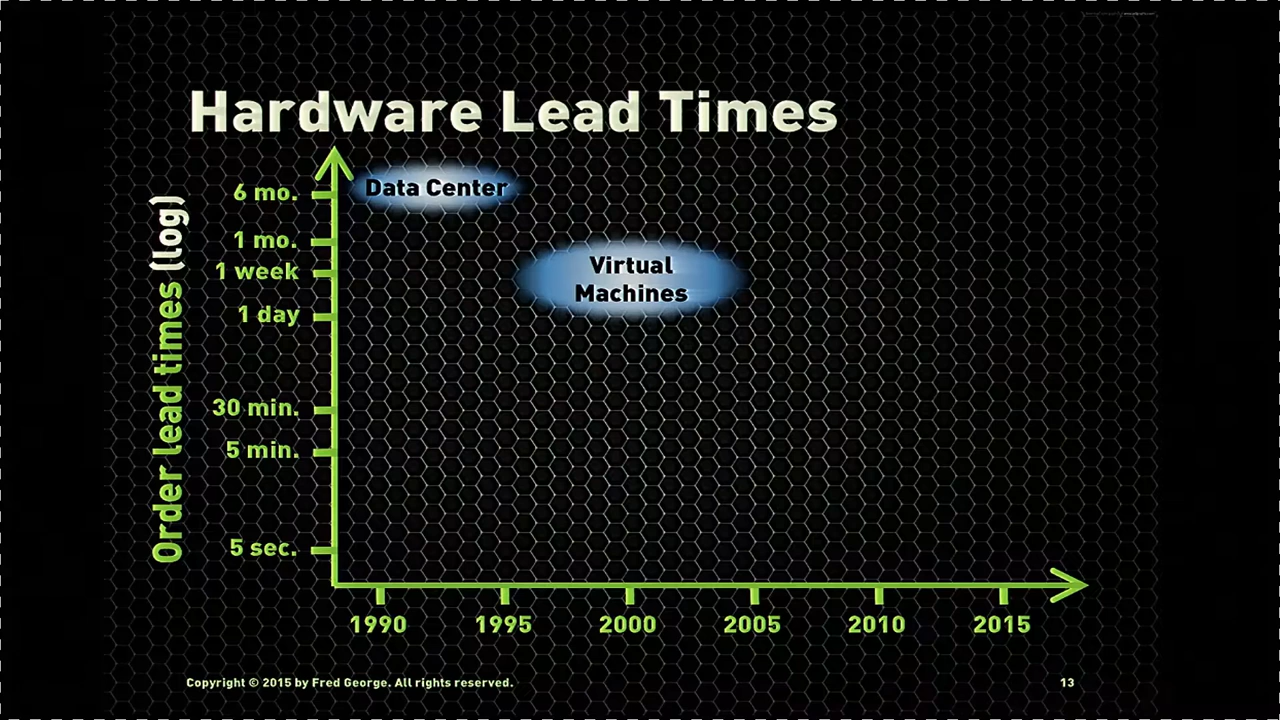 Hardware Lead Times
Order lead times (log)
6 mo.
1 mo.
1 week
1 day
30 min.
5 min.
5 sec.
Data Center
Virtual
Machines
1990 1995 2000 2005 2010 2015
Copyright © 2015 by Fred George. All rights reserved.
13